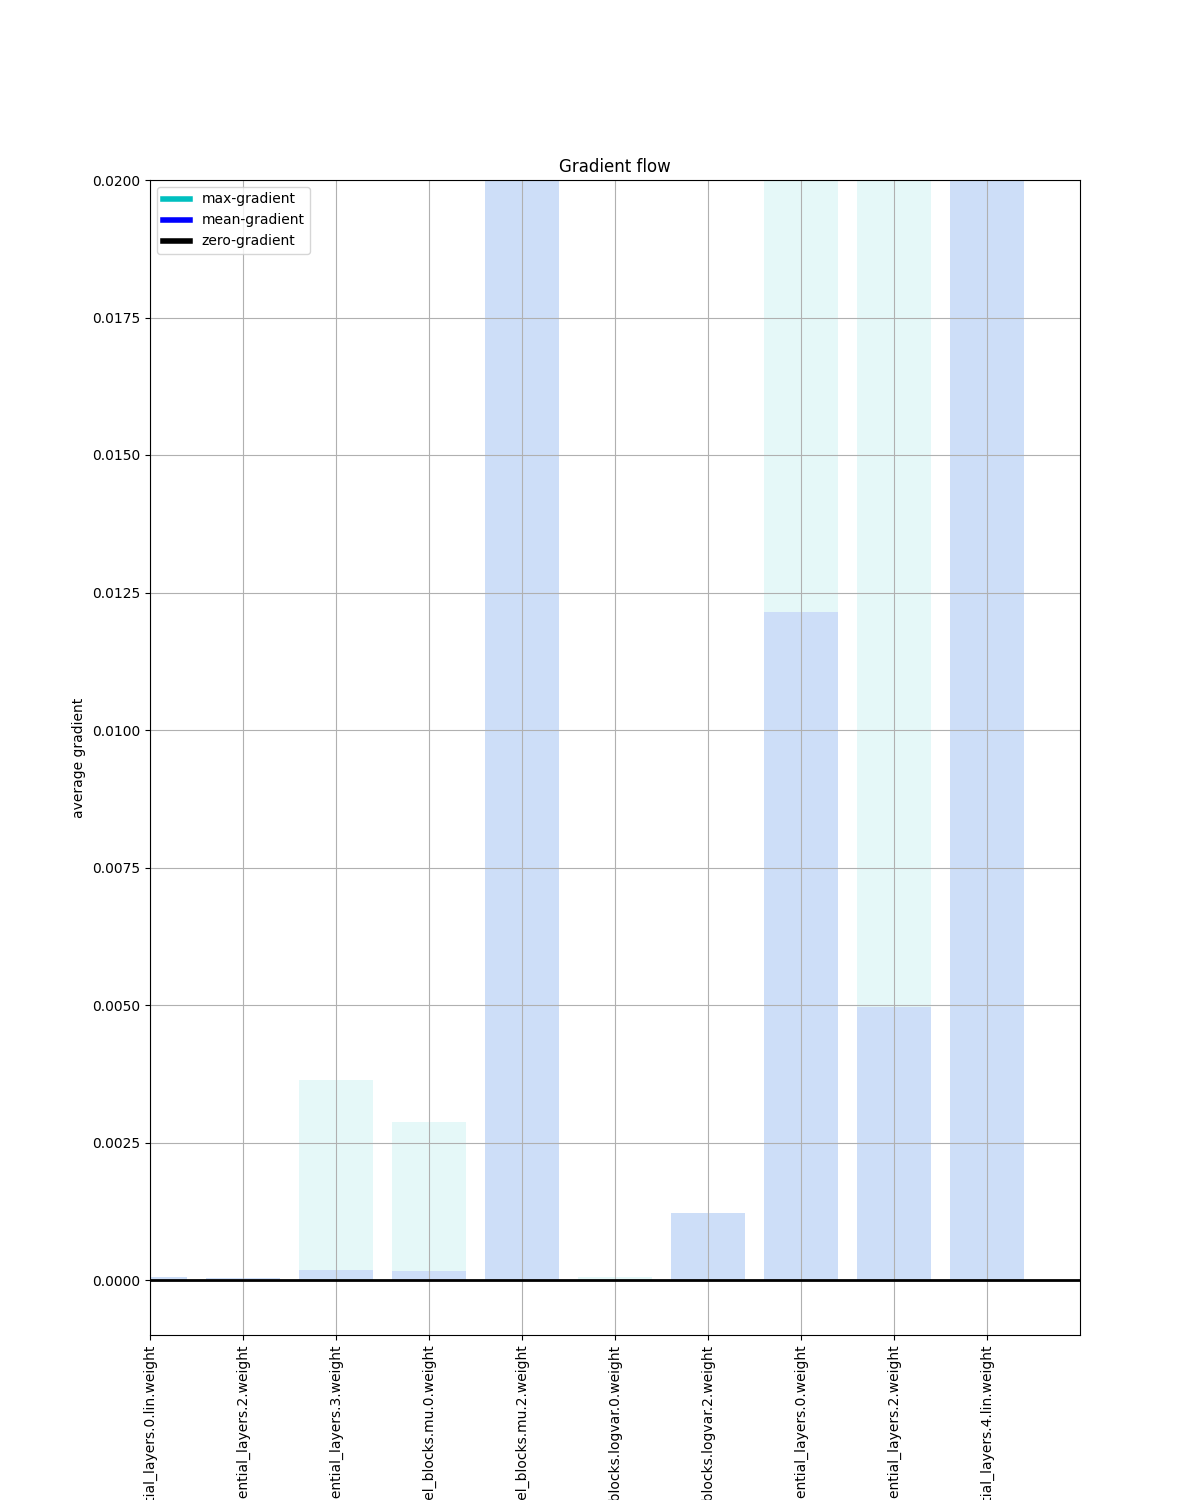 Gradient flow
max-gradient
mean-gradient
zero-gradient
0.0200
0.0175
0.0150
0.0125
0.0100
0.0075
0.0050
0.0025
0.0000
average gradient
tial_layers.0.lin.weight
ential_layers.2.weight
ential_layers.3.weight
el_blocks.mu.0.weight
el_blocks.mu.2.weight
blocks.logvar.0.weight
blocks.logvar.2.weight
ential_layers.0.weight
ential_layers.2.weight
tial_layers.4.lin.weight